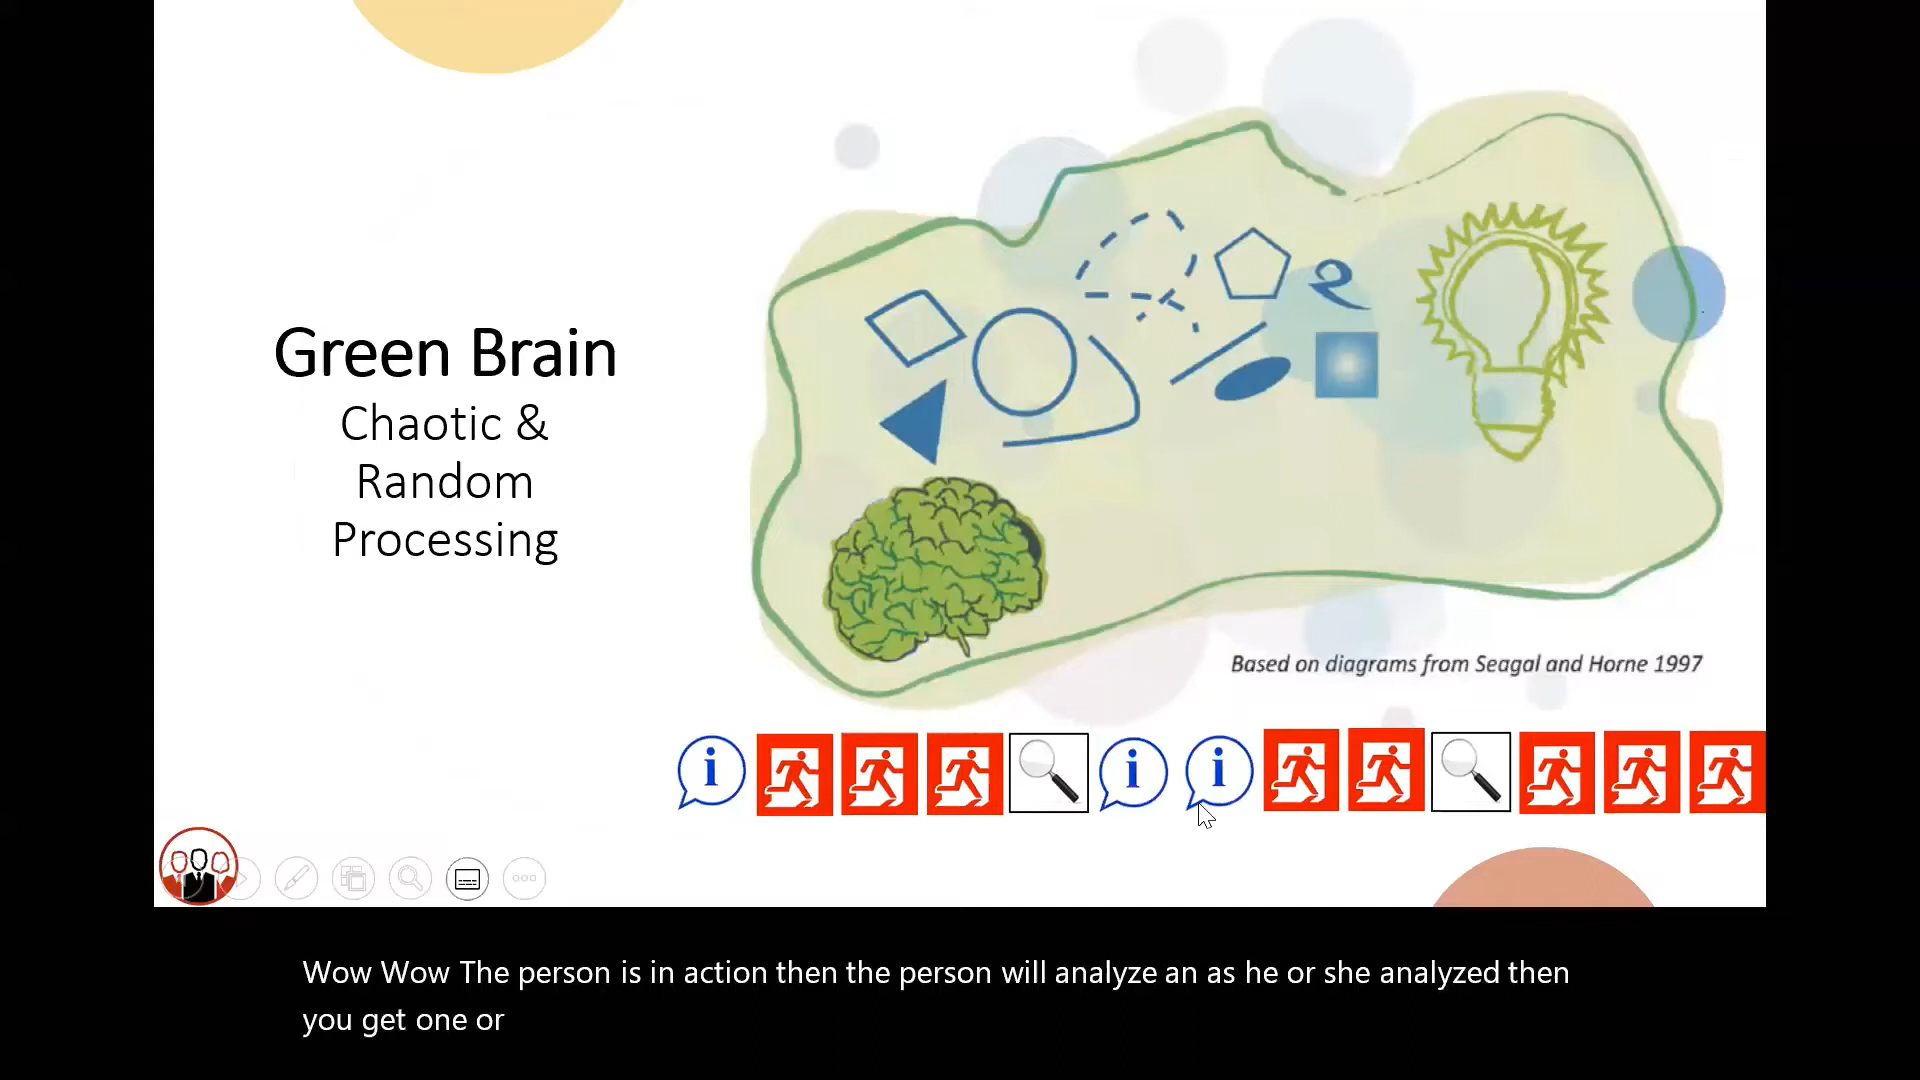 Green Brain
Chaotic &
Random
Processing
Based on diagrams from Seagal and Horne 1997
i
i
i
Wow Wow The person is in action then the person will analyze an as he or she analyzed then
you get one or